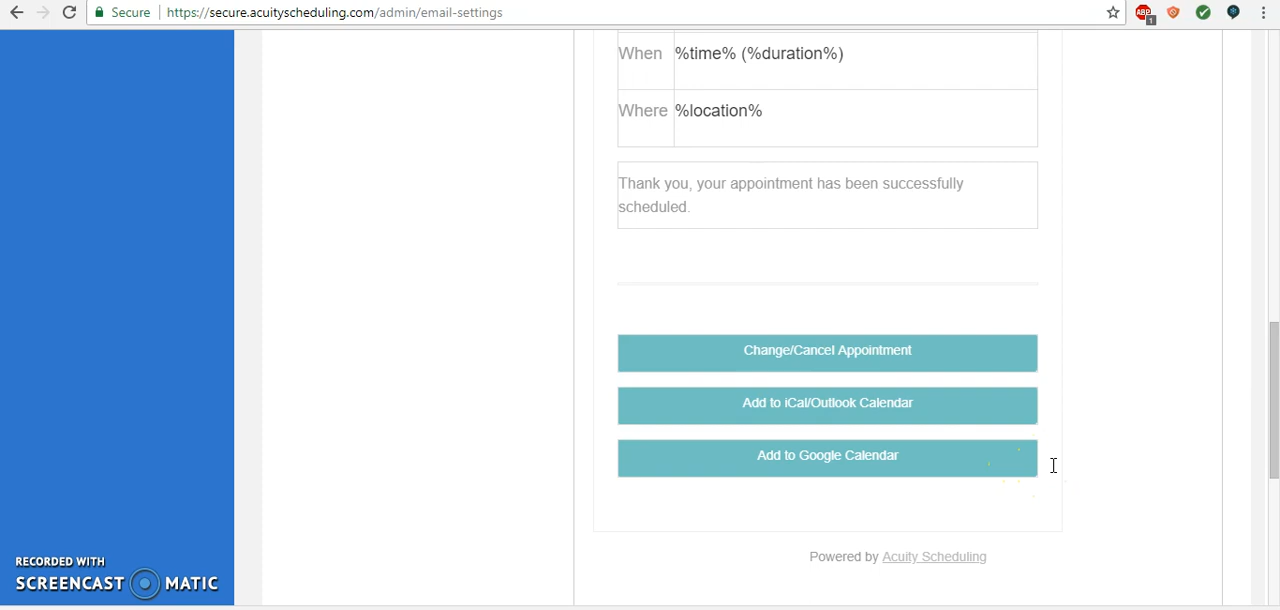 Secure https://secure.acuityscheduling.com/admin/email-settings
ABP
1
When %time% (%duration%)
Where %location%
Thank you, your appointment has been successfully
scheduled.
Change/Cancel Appointment
Add to iCal/Outlook Calendar
Add to Google Calendar
Powered by Acuity Scheduling
RECORDED WITH
SCREENCAST MATIC